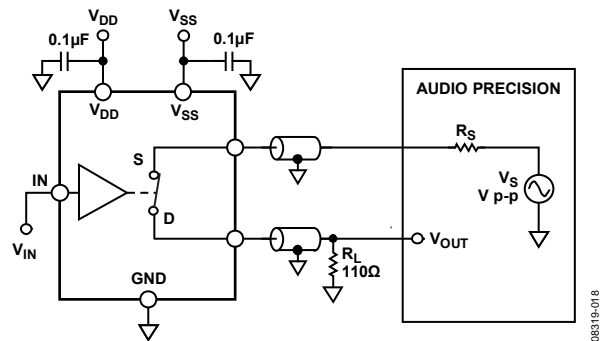 VDD
VSS
0.1µF
0.1µF
VDD
VSS
AUDIO PRECISION
RS
S
VS
V p-p
IN
D
VOUT
VIN
RL
110Ω
GND
08319-018